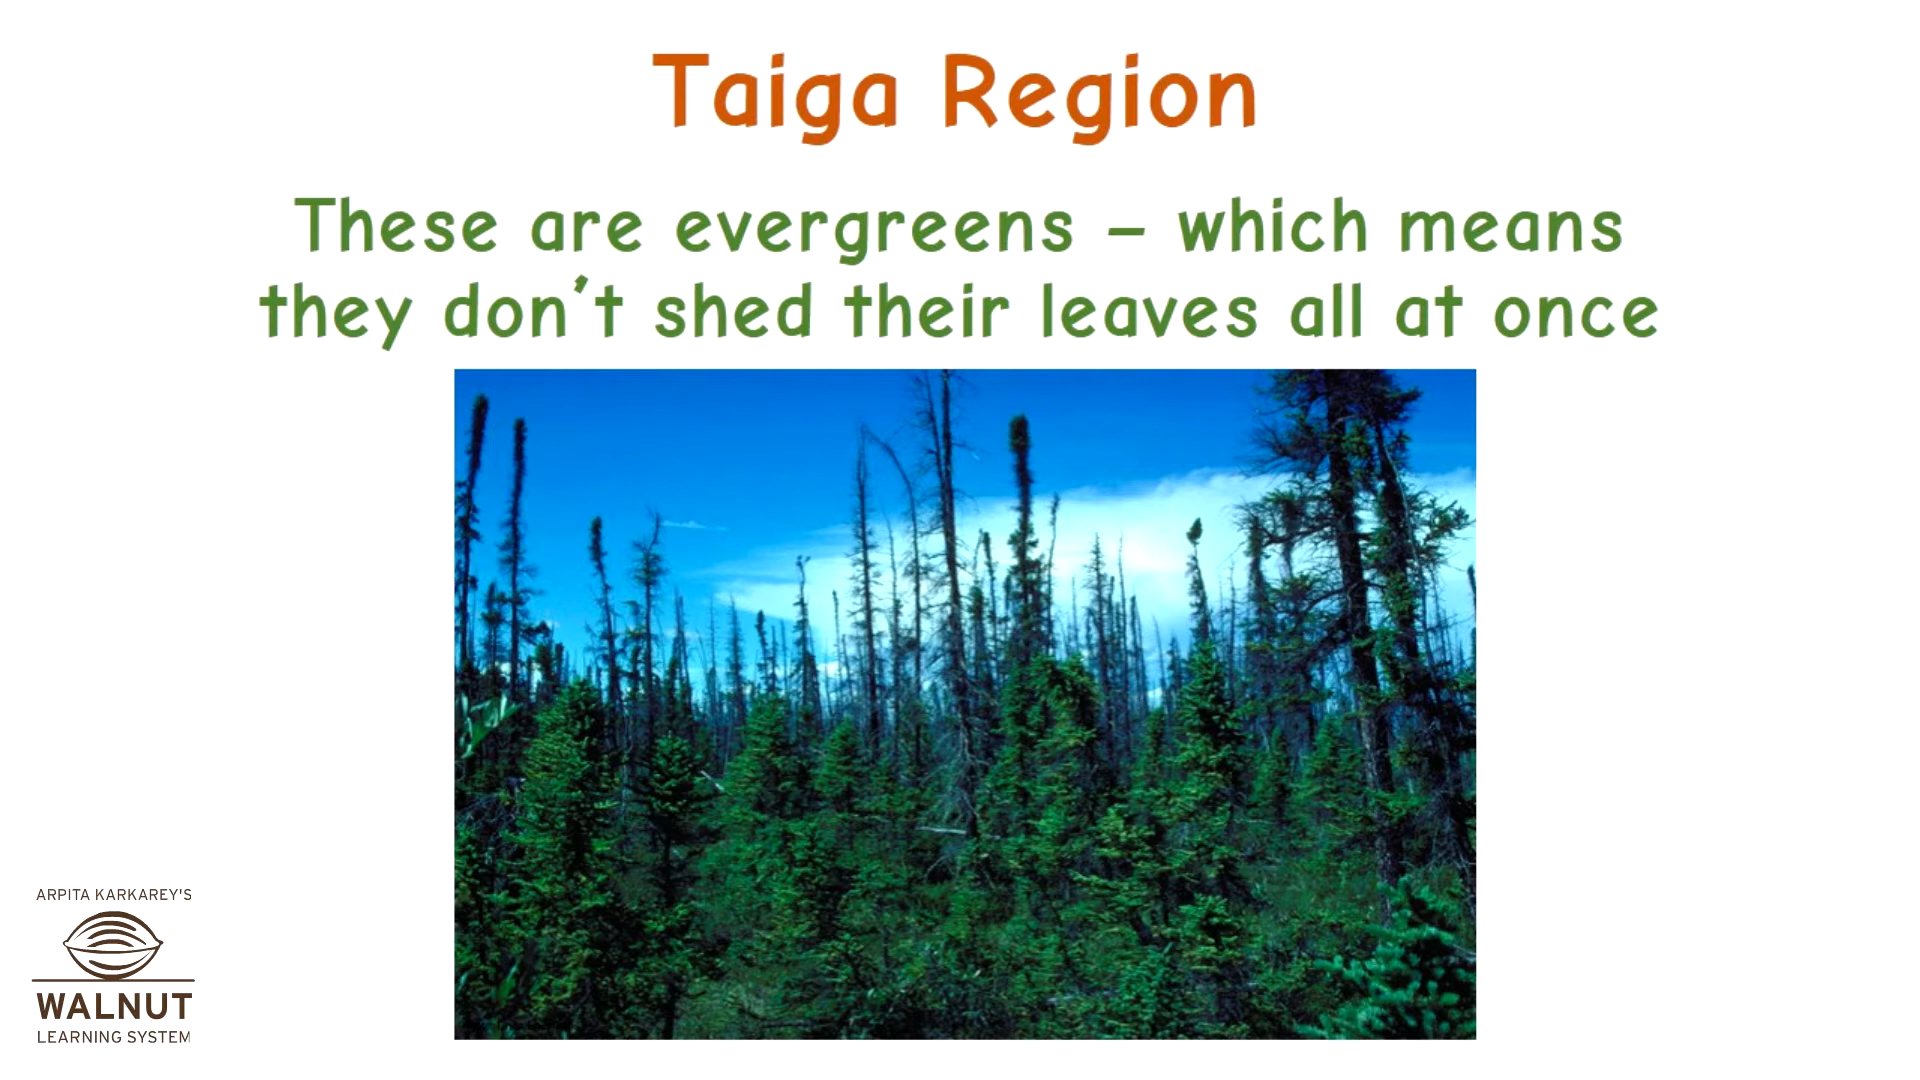 Taiga Region
These are evergreens – which means
they don't shed their leaves all at once
ARPITA KARKAREY'S
WALNUT
LEARNING SYSTEM